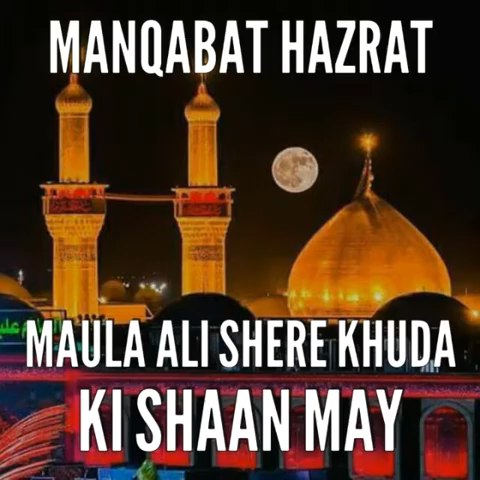 MANQABAT HAZRAT
MAULA ALI SHERE KHUDA
KI SHAAN MAY